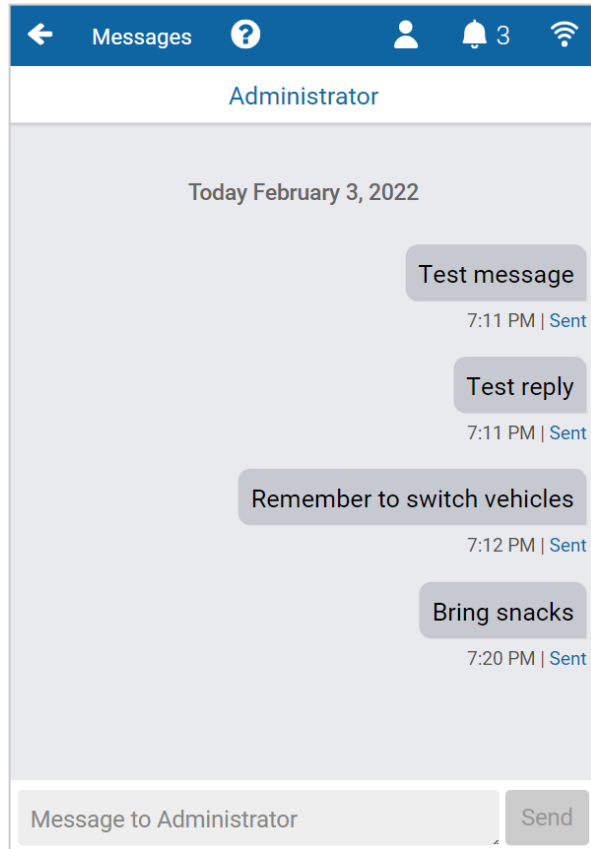 Messages ? 3
Administrator
Today February 3, 2022
Test message
7:11 PM | Sent
Test reply
7:11 PM | Sent
Remember to switch vehicles
7:12 PM | Sent
Bring snacks
7:20 PM | Sent
Message to Administrator Send